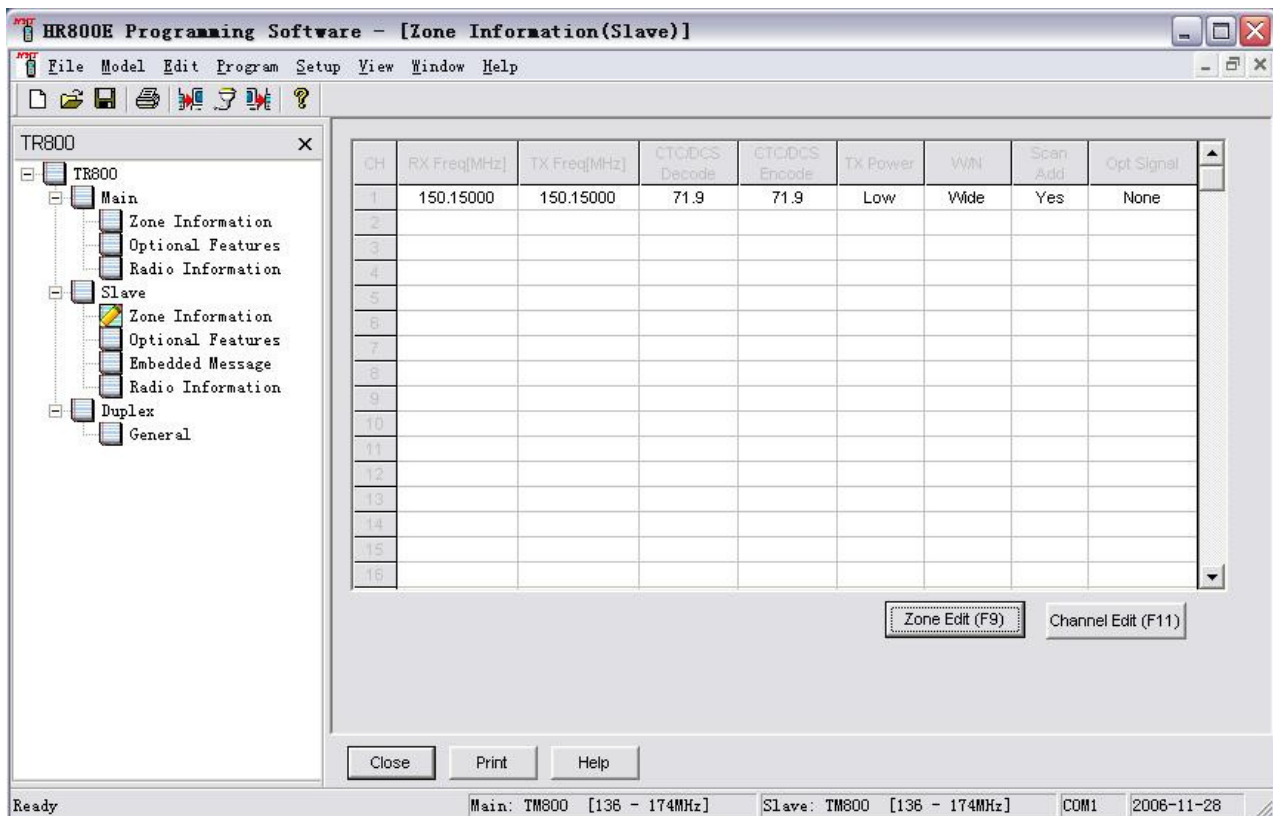 HR800E Programming Software - [Zone Information(Slave)]
File Model Edit Program Setup View Window Help
TR800
TR800
Main
Zone Information
Optional Features
Radio Information
Slave
Zone Information
Optional Features
Embedded Message
Radio Information
Duplex
General
CH RX Freq[MHz] TX Freq[MHz] CTC/DCS Decode CTC/DCS Encode TX Power W/N Scan Add Opt Signal
1 150.15000 150.15000 71.9 71.9 Low Wide Yes None
2
3
4
5
6
7
8
9
10
11
12
13
14
15
16
Zone Edit (F9) Channel Edit (F11)
Close Print Help
Ready Main: TM800 [136 - 174MHz] Slave: TM800 [136 - 174MHz] COM1 2006-11-28